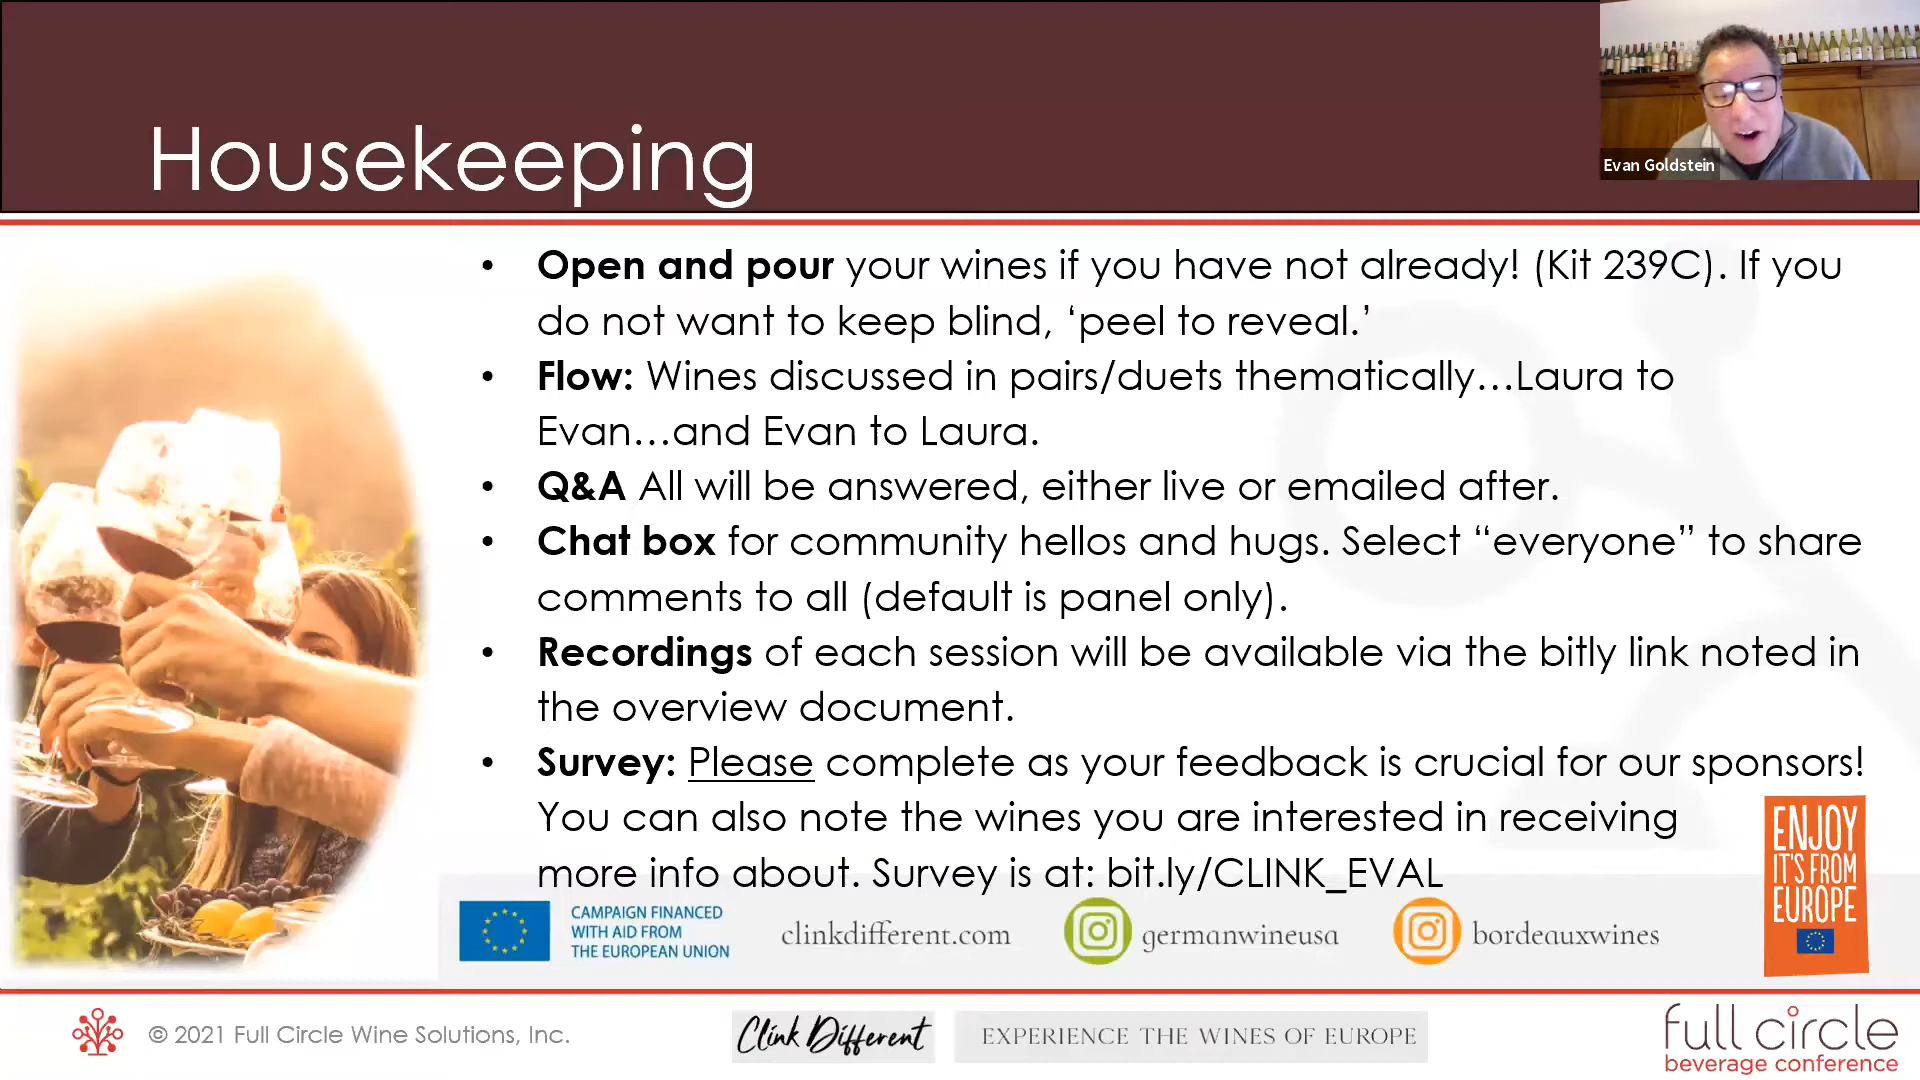 Housekeeping
Evan Goldstein
• Open and pour your wines if you have not already! (Kit 239C). If you
do not want to keep blind, ‘peel to reveal.’
• Flow: Wines discussed in pairs/duets thematically…Laura to
Evan…and Evan to Laura.
• Q&A All will be answered, either live or emailed after.
• Chat box for community hellos and hugs. Select “everyone” to share
comments to all (default is panel only).
• Recordings of each session will be available via the bitly link noted in
the overview document.
• Survey: Please complete as your feedback is crucial for our sponsors!
You can also note the wines you are interested in receiving
more info about. Survey is at: bit.ly/CLINK_EVAL
ENJOY
IT'S FROM
EUROPE
CAMPAIGN FINANCED
WITH AID FROM
THE EUROPEAN UNION
clinkdifferent.com
germanwineusa
bordeauxwines
© 2021 Full Circle Wine Solutions, Inc.
Clink Different
EXPERIENCE THE WINES OF EUROPE
full circle
beverage conference